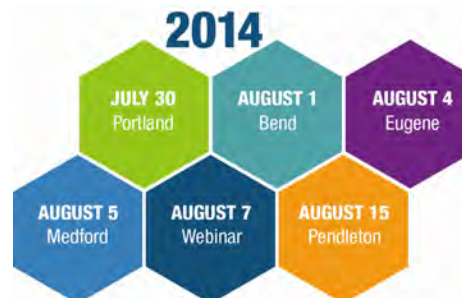 2014
JULY 30
Portland
AUGUST 1
Bend
AUGUST 4
Eugene
AUGUST 5
Medford
AUGUST 7
Webinar
AUGUST 15
Pendleton